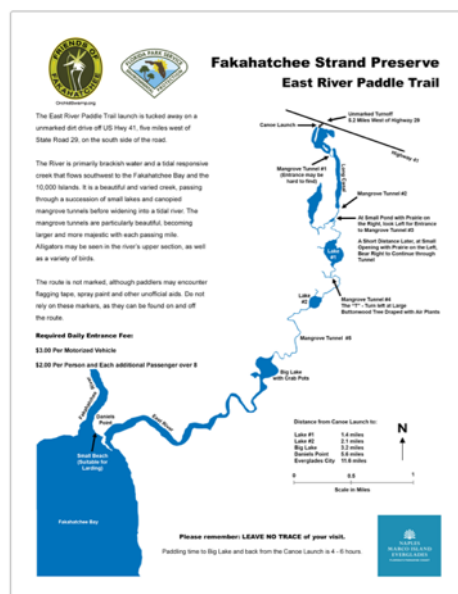 FRIENDS OF
FAKAHATCHEE
orchidswamp.org
FLORIDA PARK SERVICE
Fakahatchee Strand Preserve
East River Paddle Trail
The East River Paddle Trail launch is tucked away on a
unmarked dirt drive off US Hwy 41, five miles west of
State Road 29, on the south side of the road.
The River is primarily brackish water and a tidal responsive
creek that flows southwest to the Fakahatchee Bay and the
10,000 Islands. It is a beautiful and varied creek, passing
through a succession of small lakes and canopied
mangrove tunnels before widening into a tidal river. The
mangrove tunnels are particularly beautiful, becoming
larger and more majestic with each passing mile.
Alligators may be seen in the river's upper section, as well
as a variety of birds.
The route is not marked, although paddlers may encounter
flagging tape, spray paint and other unofficial aids. Do not
rely on these markers, as they can be found on and off
the route.
Required Daily Entrance Fee:
$3.00 Per Motorized Vehicle
$2.00 Per Person and Each additional Passenger over 8
Unmarked Turnoff
5.2 Miles West of Highway 29
Canoe Launch
Highway 41
Mangrove Tunnel #1
(Entrance may be
hard to find)
Long Canal
Mangrove Tunnel #2
At Small Pond with Prairie on
the Right, look Left for Entrance
to Mangrove Tunnel #3
Lake
#1
A Short Distance Later, at Small
Opening with Prairie on the Left,
Bear Right to Continue through
Tunnel
Lake
#2
Mangrove Tunnel #4
The "T" - Turn left at Large
Buttonwood Tree Draped with Air Plants
Mangrove Tunnel #5
Big Lake
with Crab Pots
Fakahatchee
River
Daniels
Point
East River
Small Beach
(Suitable for
Landing)
Fakahatchee Bay
Distance from Canoe Launch to:
Lake #1 1.4 miles
Lake #2 2.1 miles
Big Lake 3.2 miles
Daniels Point 5.6 miles
Everglades City 11.6 miles
N
0 0.5 1
Scale in Miles
Please remember: LEAVE NO TRACE of your visit.
Paddling time to Big Lake and back from the Canoe Launch is 4 - 6 hours
NAPLES
MARCO ISLAND
EVERGLADES